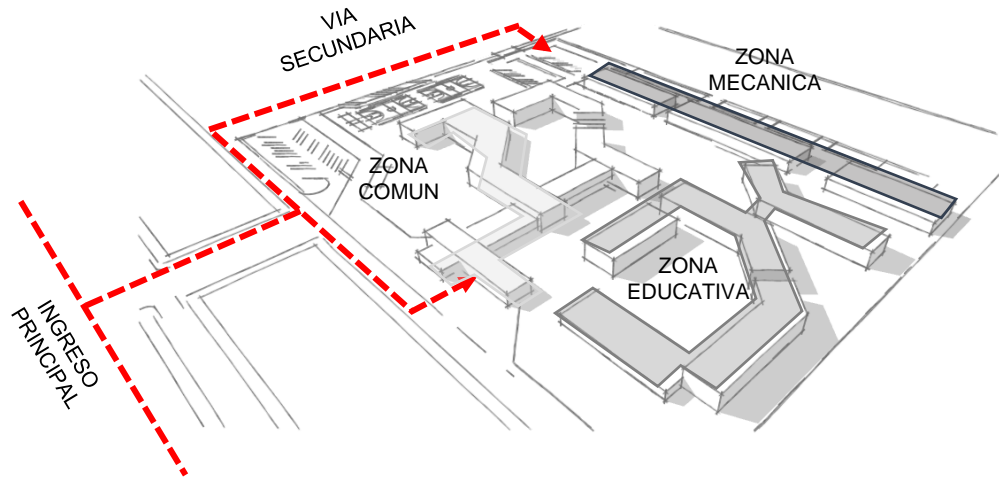 VIA
SECUNDARIA
ZONA
MECANICA
ZONA
COMUN
ZONA
EDUCATIVA
INGRESO
PRINCIPAL